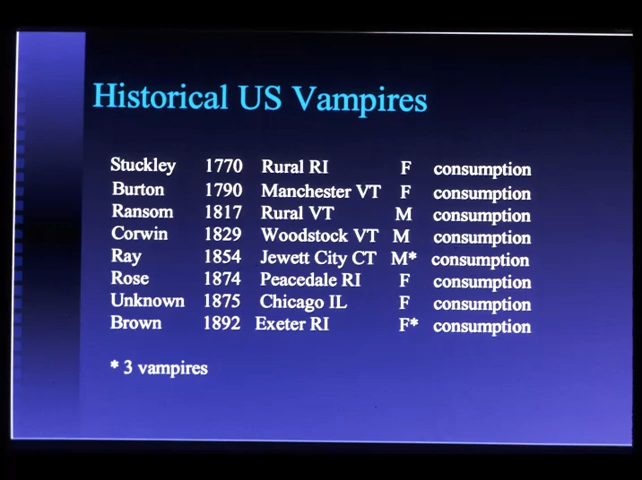 Historical US Vampires
Stuckley 1770 Rural RI F consumption
Burton 1790 Manchester VT F consumption
Ransom 1817 Rural VT M consumption
Corwin 1829 Woodstock VT M consumption
Ray 1854 Jewett City CT M* consumption
Rose 1874 Peacedale RI F consumption
Unknown 1875 Chicago IL F consumption
Brown 1892 Exeter RI F* consumption
* 3 vampires